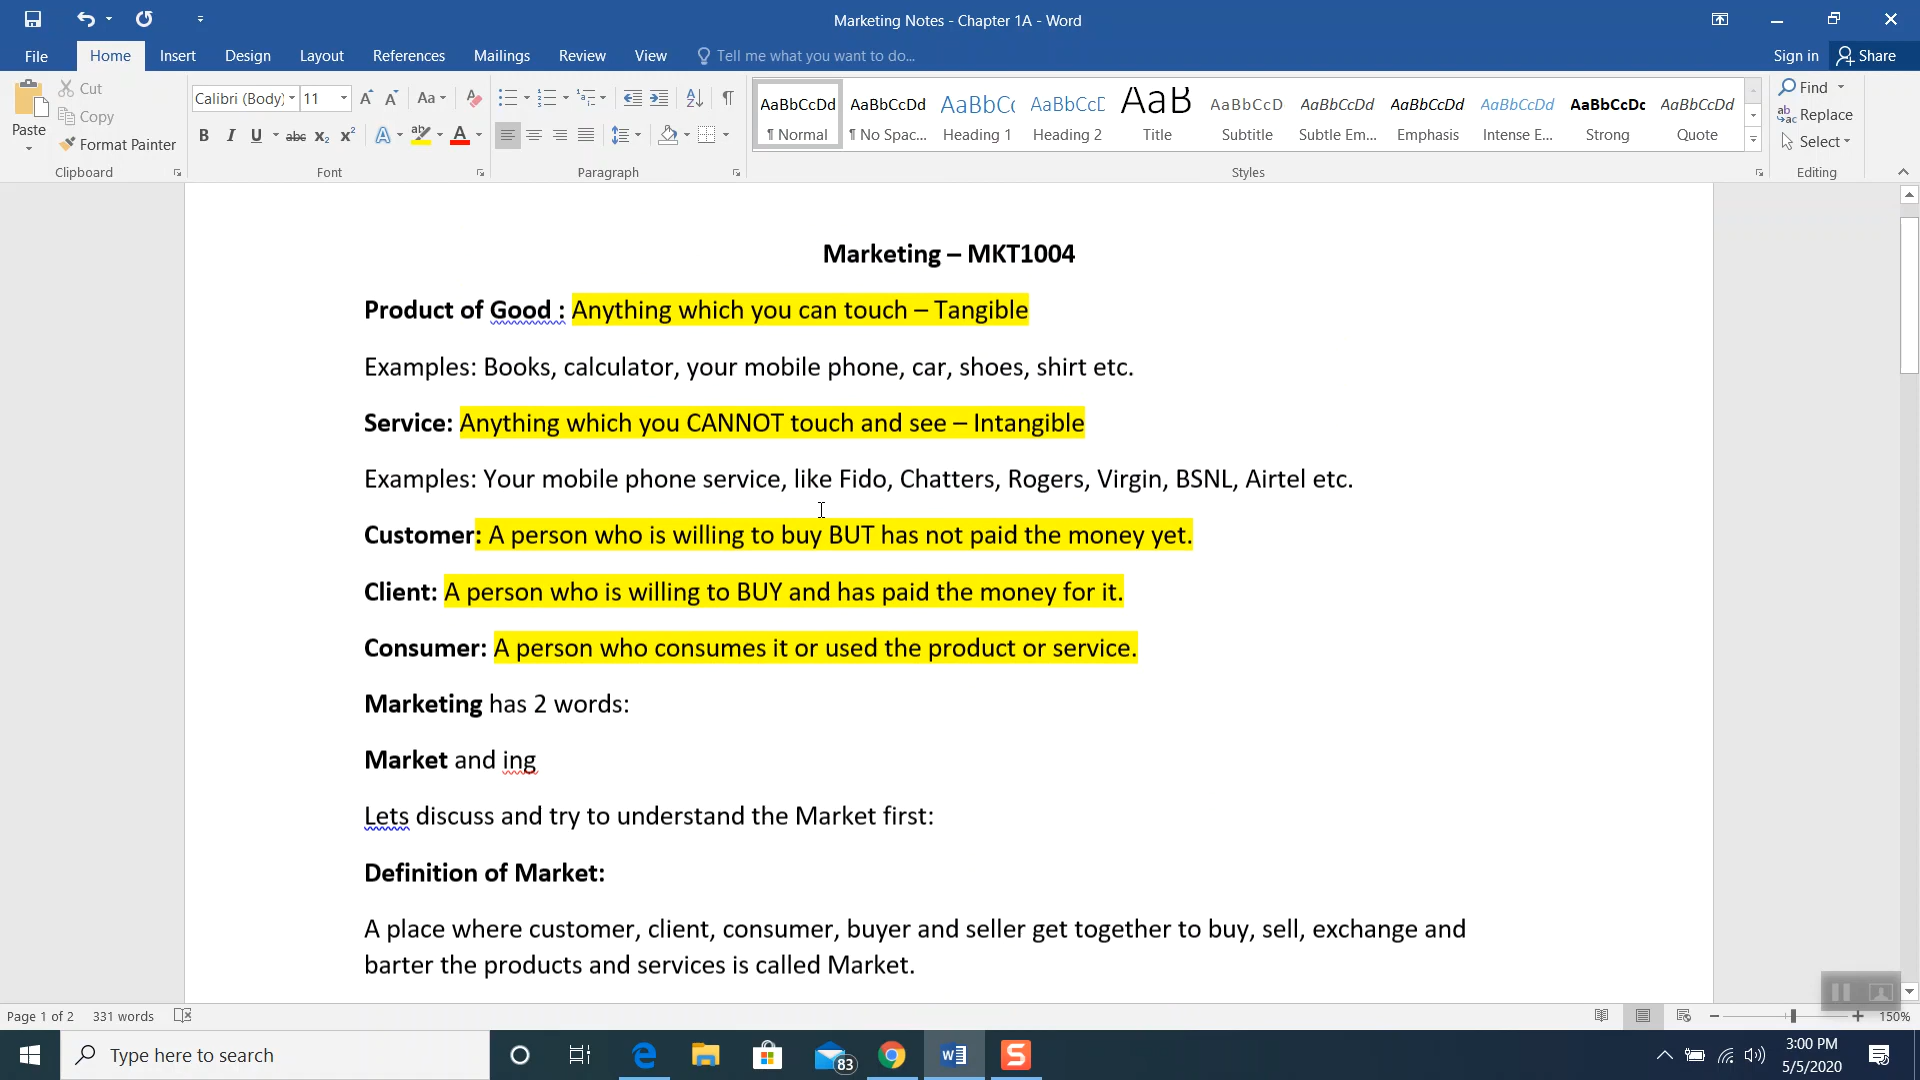 Marketing Notes - Chapter 1A - Word
File Home Insert Design Layout References Mailings Review View Tell me what you want to do... Sign in Share
Paste Cut Copy Format Painter
Calibri (Body) 11
AaBbCcDd AaBbCcDd AaBbC AaBbCcC AaB AaBbCcD AaBbCcDd AaBbCcDd AaBbCcDd AaBbCcDc AaBbCcDd
¶ Normal ¶ No Spac... Heading 1 Heading 2 Title Subtitle Subtle Em... Emphasis Intense E... Strong Quote
Find Replace Select
Clipboard Font Paragraph Styles Editing
Marketing – MKT1004
Product of Good : Anything which you can touch – Tangible
Examples: Books, calculator, your mobile phone, car, shoes, shirt etc.
Service: Anything which you CANNOT touch and see – Intangible
Examples: Your mobile phone service, like Fido, Chatters, Rogers, Virgin, BSNL, Airtel etc.
Customer: A person who is willing to buy BUT has not paid the money yet.
Client: A person who is willing to BUY and has paid the money for it.
Consumer: A person who consumes it or used the product or service.
Marketing has 2 words:
Market and ing
Lets discuss and try to understand the Market first:
Definition of Market:
A place where customer, client, consumer, buyer and seller get together to buy, sell, exchange and
barter the products and services is called Market.
Page 1 of 2 331 words 150%
Type here to search 83 3:00 PM
5/5/2020